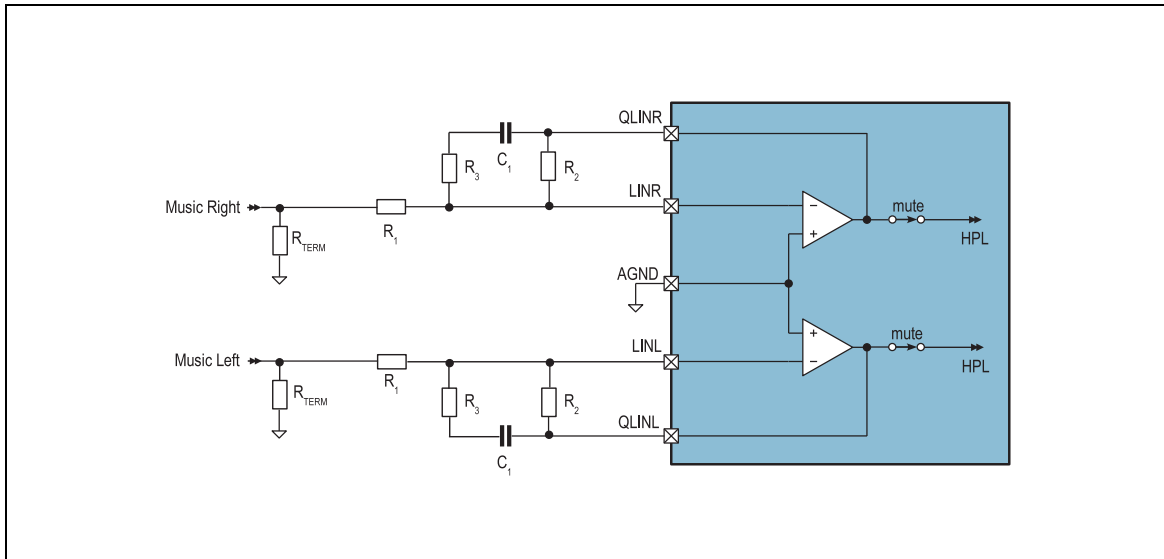 QLINR
C1
R3
R2
LINR
Music Right
R1
RTERM
−
+
mute
HPL
AGND
+
−
mute
HPL
LINL
Music Left
R1
RTERM
R3
R2
QLINL
C1